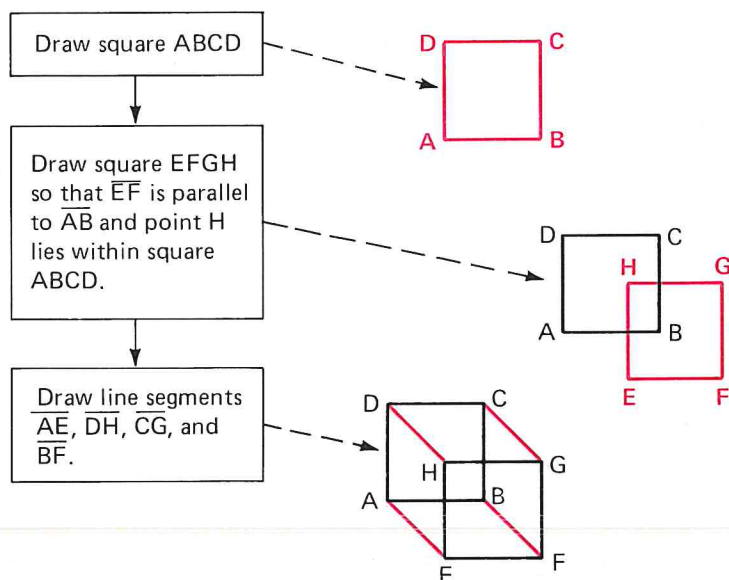 Draw square ABCD
D C
A B
Draw square EFGH
so that EF is parallel
to AB and point H
lies within square
ABCD.
D C
H G
A B
E F
Draw line segments
AE, DH, CG, and
BF.
D C
H G
A B
E F